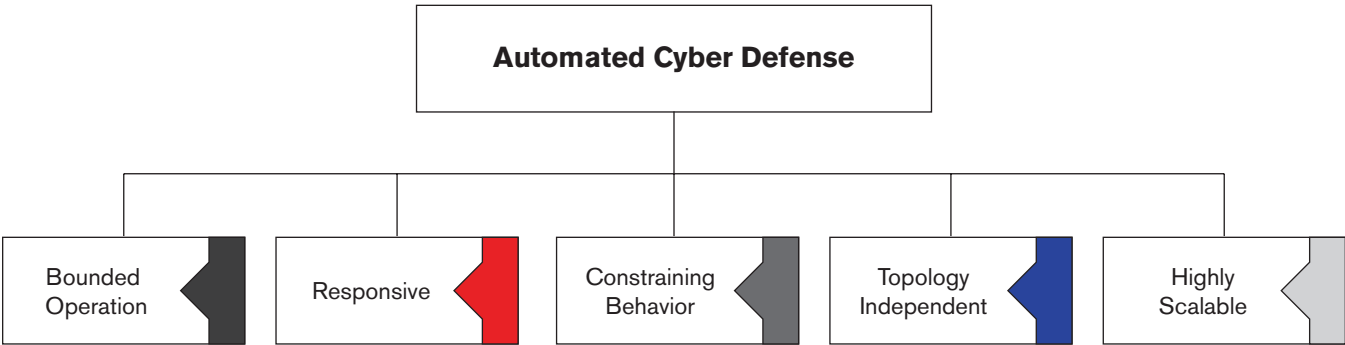 Automated Cyber Defense
Bounded
Operation
Responsive
Constraining
Behavior
Topology
Independent
Highly
Scalable